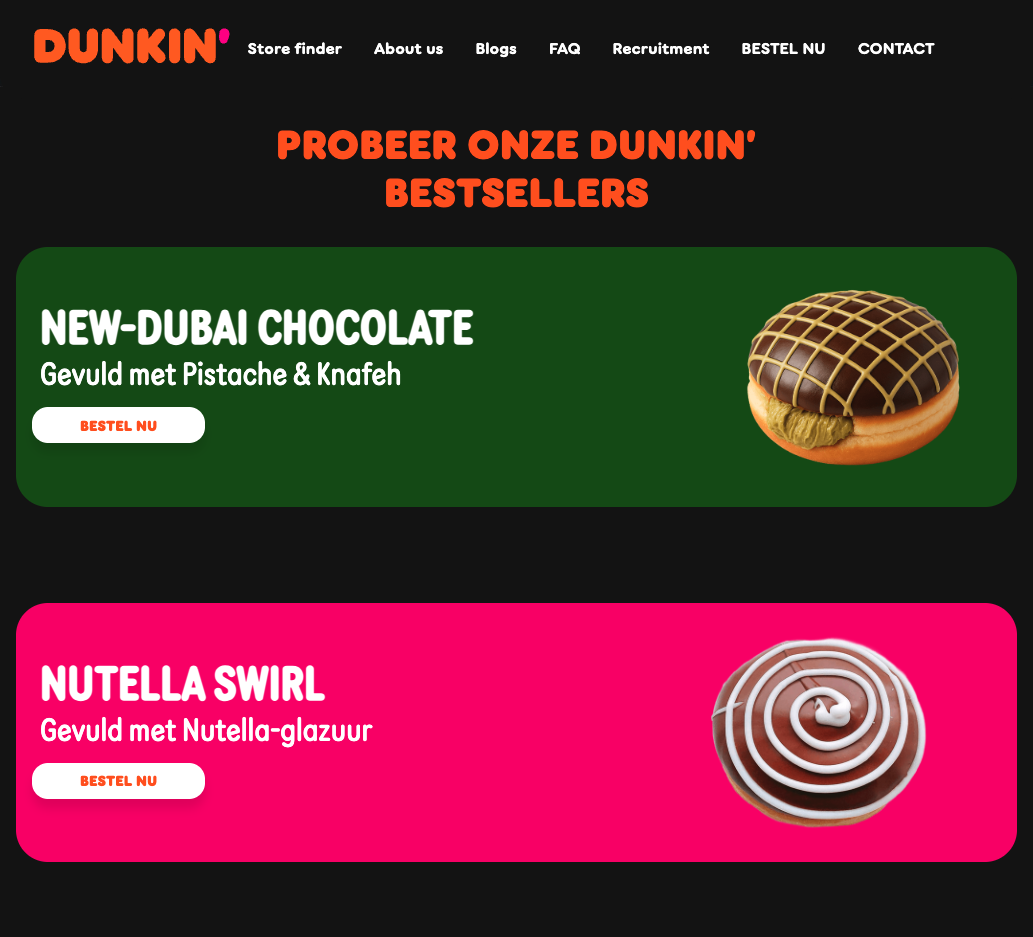 DUNKIN' Store finder About us Blogs FAQ Recruitment BESTEL NU CONTACT
PROBEER ONZE DUNKIN'
BESTSELLERS
NEW-DUBAI CHOCOLATE
Gevuld met Pistache & Knafeh
BESTEL NU
NUTELLA SWIRL
Gevuld met Nutella-glazuur
BESTEL NU